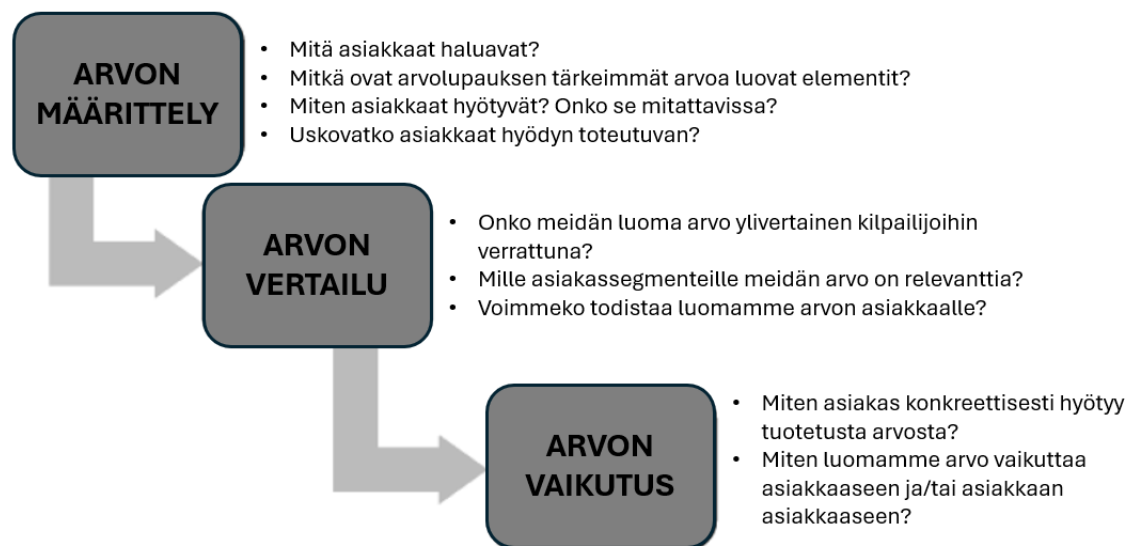 ARVON
MÄÄRITTELY
• Mitä asiakkaat haluavat?
• Mitkä ovat arvolupauksen tärkeimmät arvoa luovat elementit?
• Miten asiakkaat hyötyvät? Onko se mitattavissa?
• Uskovatko asiakkaat hyödyn toteutuvan?
ARVON
VERTAILU
• Onko meidän luoma arvo ylivertainen kilpailijoihin
verrattuna?
• Mille asiakassegmenteille meidän arvo on relevanttia?
• Voimmeko todistaa luomamme arvon asiakkaalle?
ARVON
VAIKUTUS
• Miten asiakas konkreettisesti hyötyy
tuotetusta arvosta?
• Miten luomamme arvo vaikuttaa
asiakkaaseen ja/tai asiakkaan
asiakkaaseen?